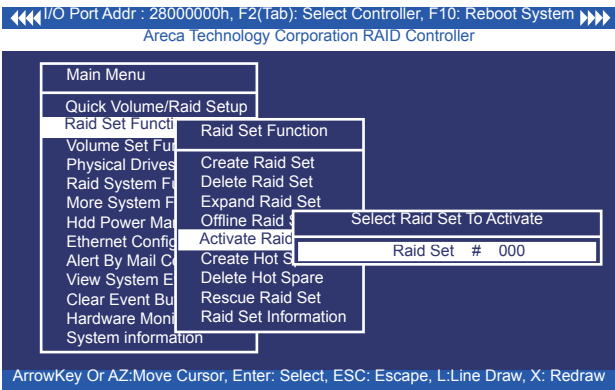 I/O Port Addr : 28000000h, F2(Tab): Select Controller, F10: Reboot System
Areca Technology Corporation RAID Controller
Main Menu
Quick Volume/Raid Setup
Raid Set Functi
Volume Set Fu
Physical Drives
Raid System F
More System F
Hdd Power Ma
Ethernet Config
Alert By Mail C
View System E
Clear Event Bu
Hardware Moni
System information
Raid Set Function
Create Raid Set
Delete Raid Set
Expand Raid Set
Offline Raid
Activate Raid
Create Hot S
Delete Hot Spare
Rescue Raid Set
Raid Set Information
Select Raid Set To Activate
Raid Set # 000
ArrowKey Or AZ:Move Cursor, Enter: Select, ESC: Escape, L:Line Draw, X: Redraw